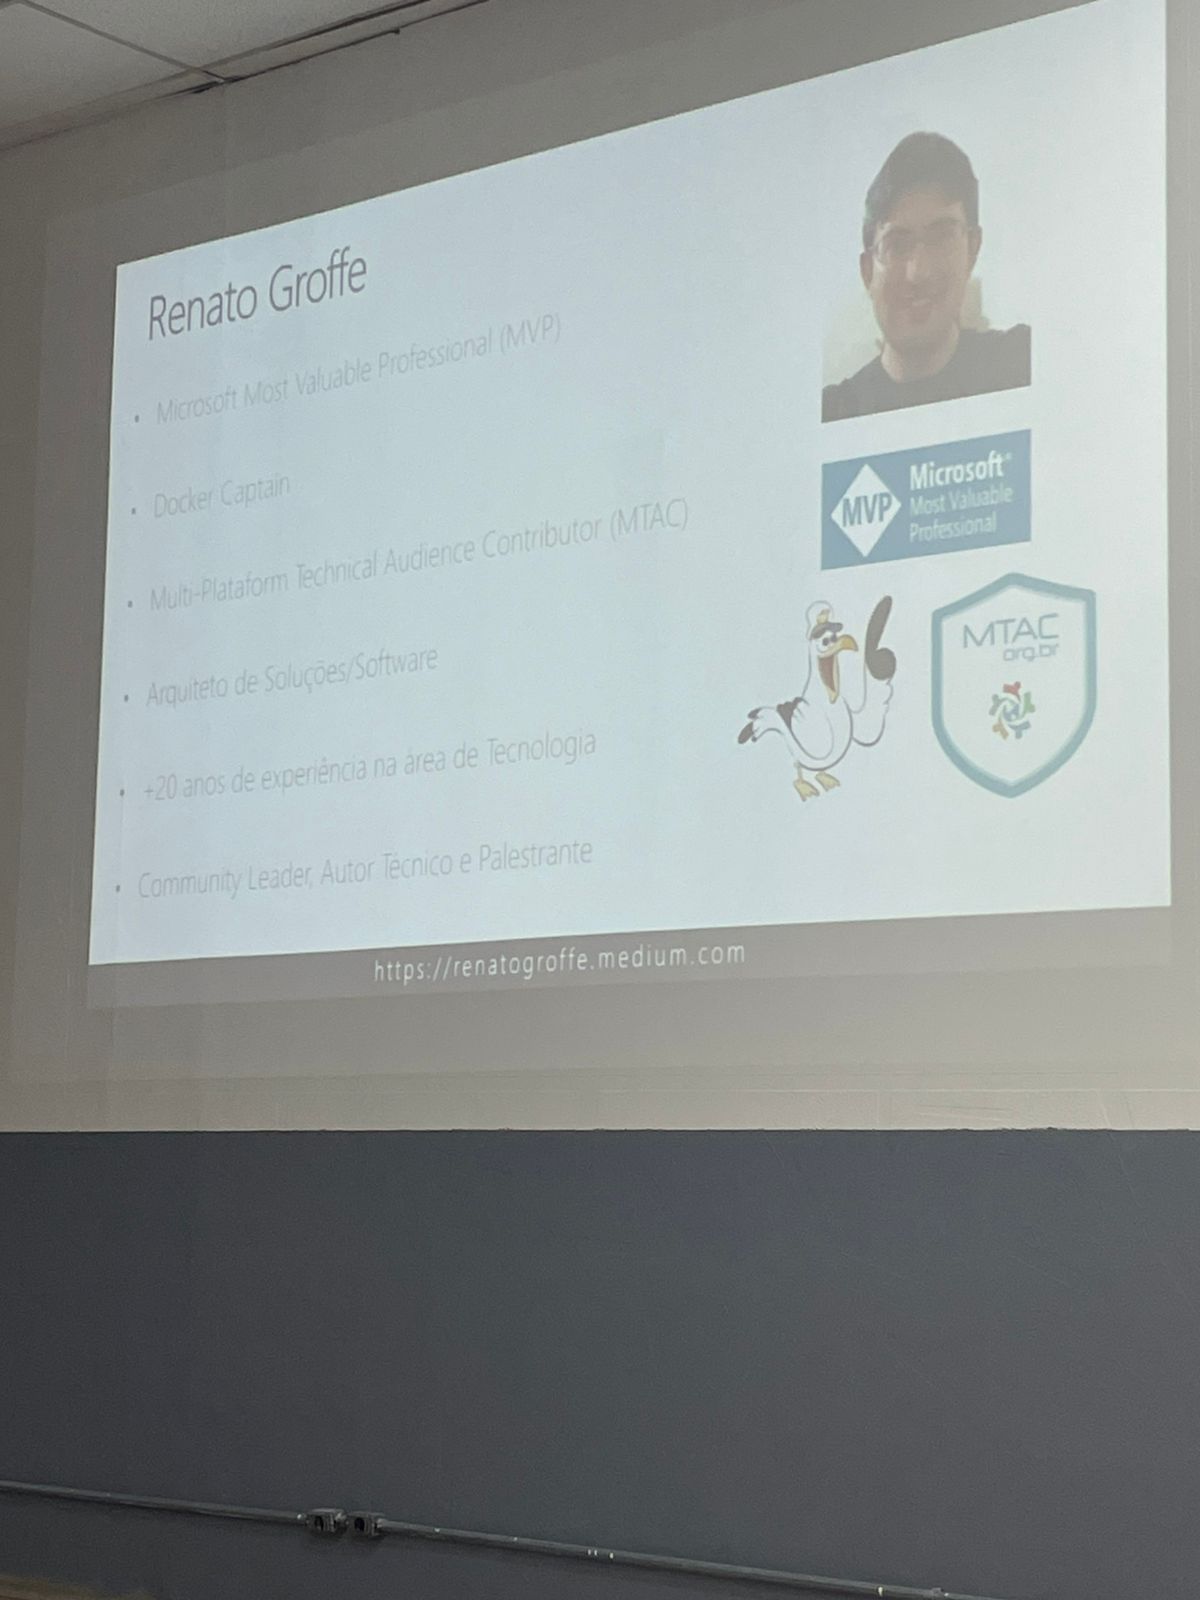 Renato Groffe
• Microsoft Most Valuable Professional (MVP)
• Docker Captain
• Multi-Plataform Technical Audience Contributor (MTAC)
• Arquiteto de Soluções/Software
• +20 anos de experiência na área de Tecnologia
• Community Leader, Autor Técnico e Palestrante
MVP
Microsoft®
Most Valuable
Professional
MTAC
org.br
https://renatogroffe.medium.com